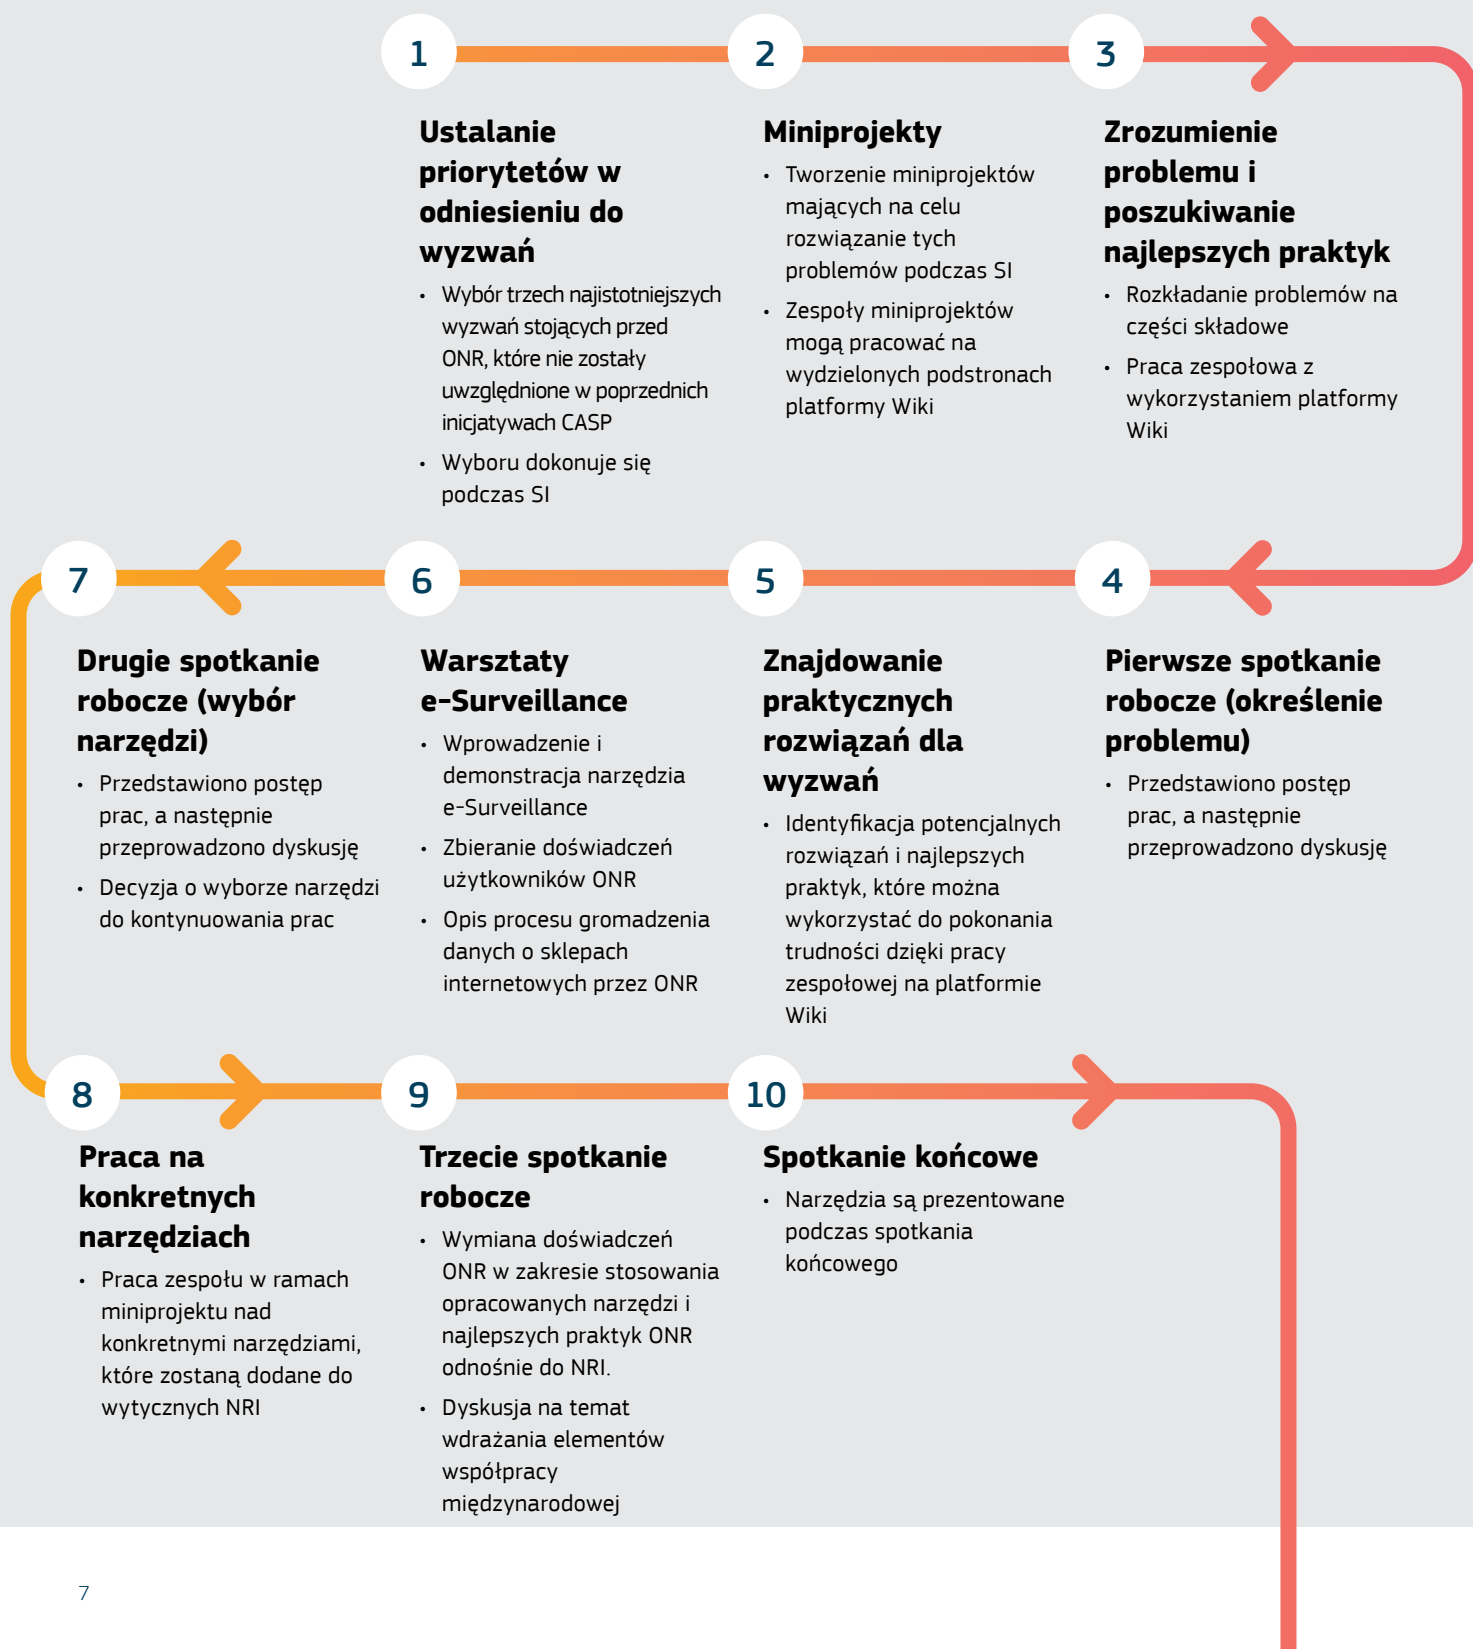 1
Ustalanie
priorytetów w
odniesieniu do
wyzwań
• Wybór trzech najistotniejszych
wyzwań stojących przed
ONR, które nie zostały
uwzględnione w poprzednich
inicjatywach CASP
• Wyboru dokonuje się
podczas SI
2
Miniprojekty
• Tworzenie miniprojektów
mających na celu
rozwiązanie tych
problemów podczas SI
• Zespoły miniprojektów
mogą pracować na
wydzielonych podstronach
platformy Wiki
3
Zrozumienie
problemu i
poszukiwanie
najlepszych praktyk
• Rozkładanie problemów na
części składowe
• Praca zespołowa z
wykorzystaniem platformy
Wiki
4
Pierwsze spotkanie
robocze (określenie
problemu)
• Przedstawiono postęp
prac, a następnie
przeprowadzono dyskusję
5
Znajdowanie
praktycznych
rozwiązań dla
wyzwań
• Identyfikacja potencjalnych
rozwiązań i najlepszych
praktyk, które można
wykorzystać do pokonania
trudności dzięki pracy
zespołowej na platformie
Wiki
6
Warsztaty
e-Surveillance
• Wprowadzenie i
demonstracja narzędzia
e-Surveillance
• Zbieranie doświadczeń
użytkowników ONR
• Opis procesu gromadzenia
danych o sklepach
internetowych przez ONR
7
Drugie spotkanie
robocze (wybór
narzędzi)
• Przedstawiono postęp
prac, a następnie
przeprowadzono dyskusję
• Decyzja o wyborze narzędzi
do kontynuowania prac
8
Praca na
konkretnych
narzędziach
• Praca zespołu w ramach
miniprojektu nad
konkretnymi narzędziami,
które zostaną dodane do
wytycznych NRI
9
Trzecie spotkanie
robocze
• Wymiana doświadczeń
ONR w zakresie stosowania
opracowanych narzędzi i
najlepszych praktyk ONR
odnośnie do NRI.
• Dyskusja na temat
wdrażania elementów
współpracy
międzynarodowej
10
Spotkanie końcowe
• Narzędzia są prezentowane
podczas spotkania
końcowego
7